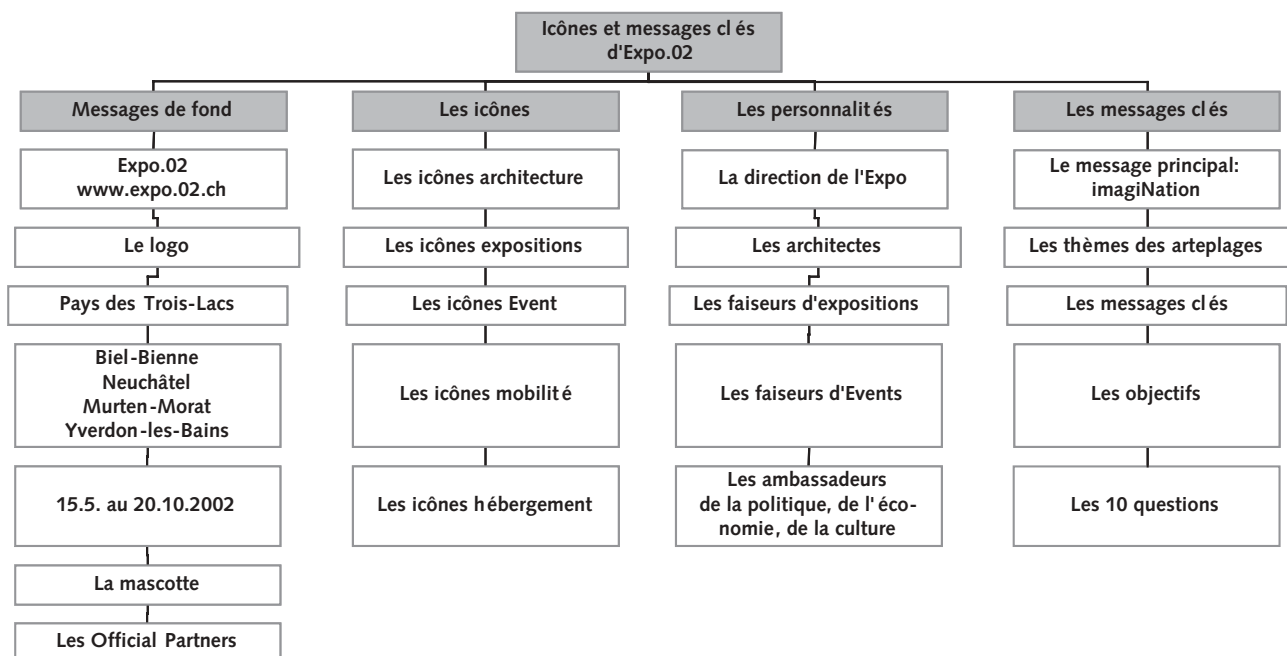 Icônes et messages clés
d'Expo.02
Messages de fond
Expo.02
www.expo.02.ch
Le logo
Pays des Trois-Lacs
Biel-Bienne
Neuchâtel
Murten-Morat
Yverdon-les-Bains
15.5. au 20.10.2002
La mascotte
Les Official Partners
Les icônes
Les icônes architecture
Les icônes expositions
Les icônes Event
Les icônes mobilité
Les icônes hébergement
Les personnalités
La direction de l'Expo
Les architectes
Les faiseurs d'expositions
Les faiseurs d'Events
Les ambassadeurs
de la politique, de l'éco-
nomie, de la culture
Les messages clés
Le message principal:
imagiNation
Les thèmes des arteplages
Les messages clés
Les objectifs
Les 10 questions